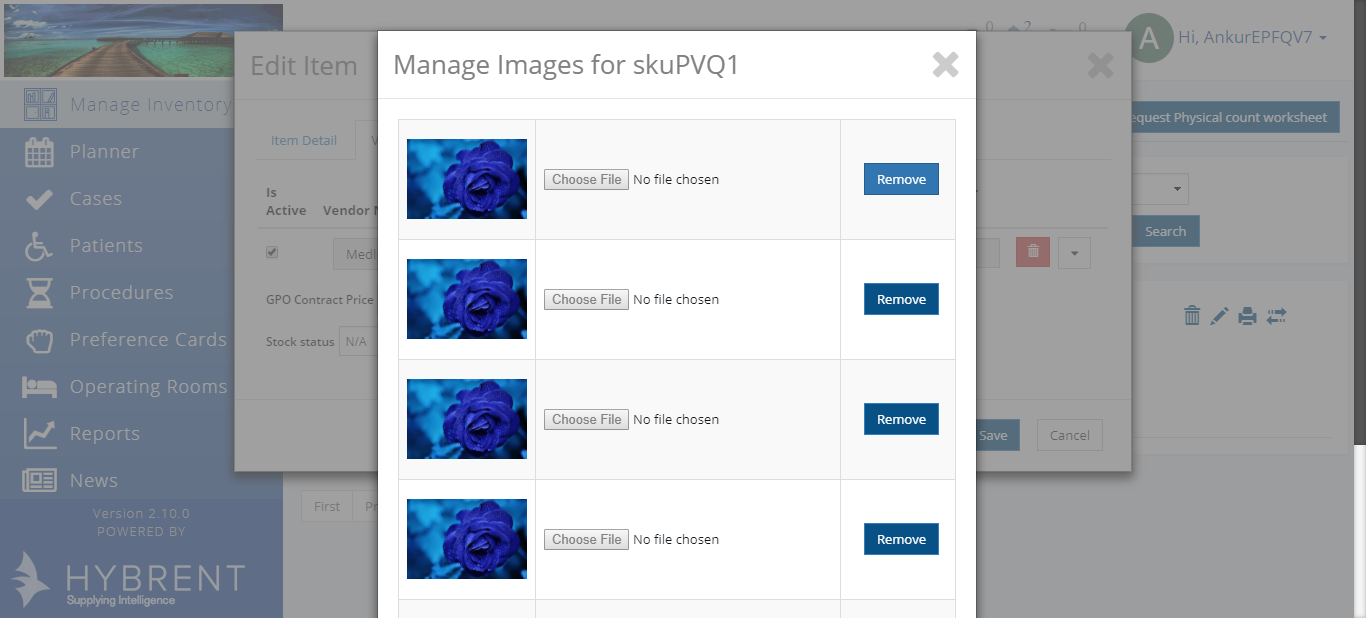 0 2 0
A Hi, AnkurEPFQV7
Edit Item
Manage Images for skuPVQ1
Manage Inventory
Planner
Cases
Patients
Procedures
Preference Cards
Operating Rooms
Reports
News
Version 2.10.0
POWERED BY
HYBRENT
Supplying Intelligence
Item Detail
Is
Active Vendor
GPO Contract Price
Stock status N/A
Choose File No file chosen Remove
Choose File No file chosen Remove
Choose File No file chosen Remove
Choose File No file chosen Remove
Physical count worksheet
Search
Save Cancel
First